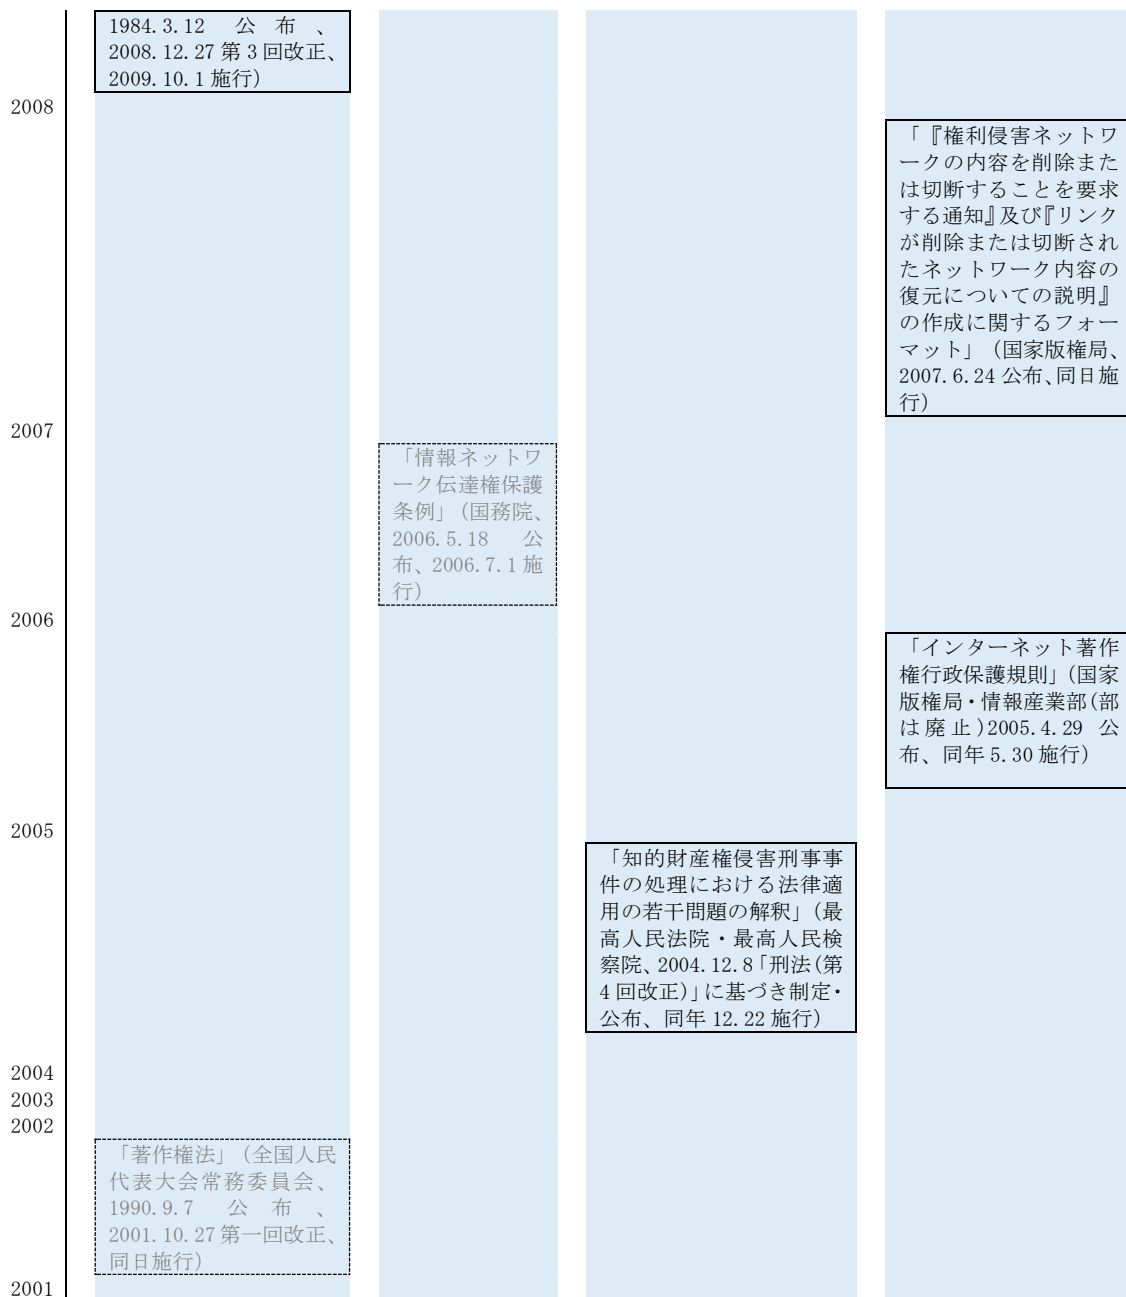 1984.3.12 公布、
2008.12.27 第 3 回改正、
2009.10.1 施行）
2008
「『権利侵害ネットワ
ークの内容を削除また
は切断することを要求
する通知』及び『リンク
が削除または切断され
たネットワーク内容の
復元についての説明』
の作成に関するフォー
マット」（国家版権局、
2007.6.24 公布、同日施
行）
2007
「情報ネットワ
ーク伝達権保護
条例」（国務院、
2006.5.18 公
布、2006.7.1 施
行）
2006
「インターネット著作
権行政保護規則」（国家
版権局・情報産業部（部
は廃止）2005.4.29 公
布、同年 5.30 施行）
2005
「知的財産権侵害刑事事
件の処理における法律適
用の若干問題の解釈」（最
高人民法院・最高人民検
察院、2004.12.8「刑法（第
4 回改正）」に基づき制定・
公布、同年 12.22 施行）
2004
2003
2002
「著作権法」（全国人民
代表大会常務委員会、
1990.9.7 公布、
2001.10.27 第一回改正、
同日施行）
2001